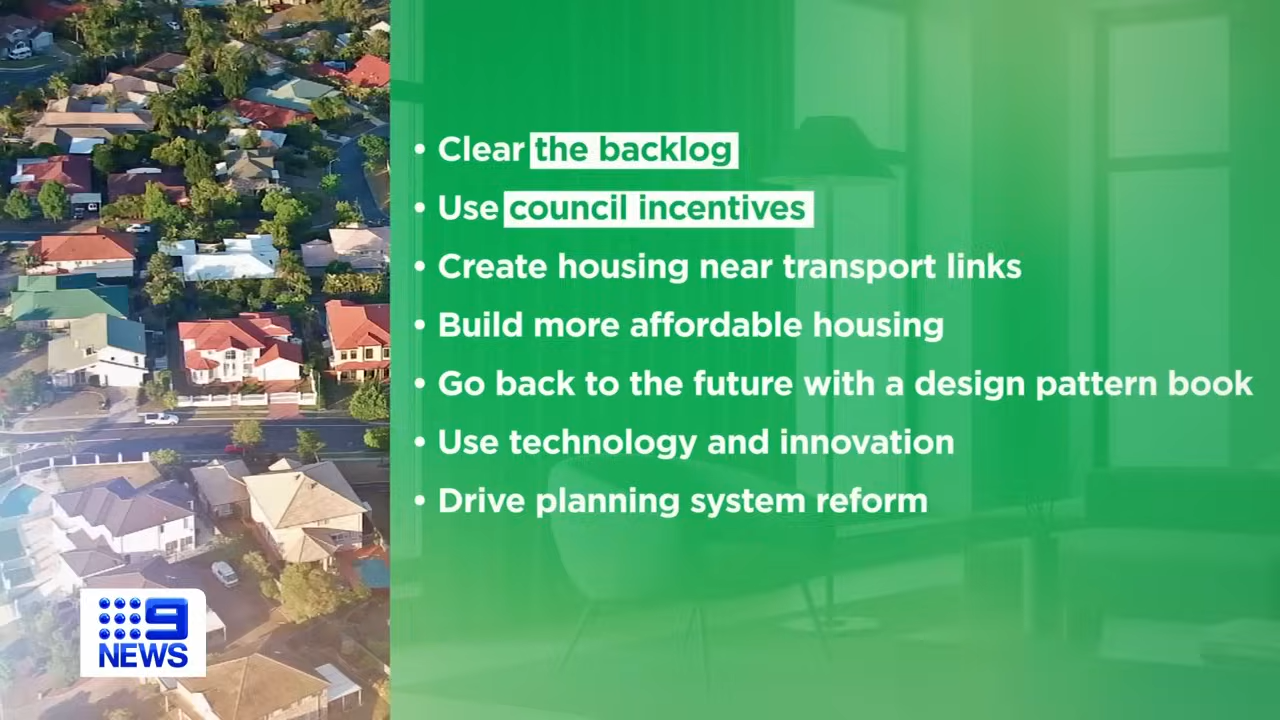 • Clear the backlog
• Use council incentives
• Create housing near transport links
• Build more affordable housing
• Go back to the future with a design pattern book
• Use technology and innovation
• Drive planning system reform
9
NEWS